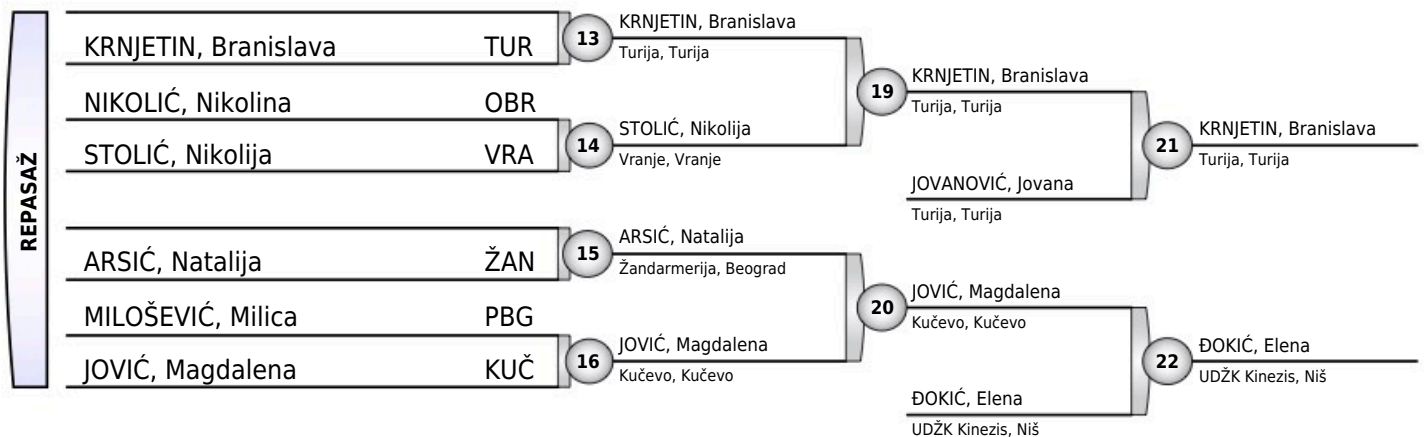 REPASAŽ
KRNJETIN, Branislava TUR
NIKOLIĆ, Nikolina OBR
STOLIĆ, Nikolija VRA
ARSIĆ, Natalija ŽAN
MILOŠEVIĆ, Milica PBG
JOVIĆ, Magdalena KUČ
13
KRNJETIN, Branislava
Turija, Turija
14
STOLIĆ, Nikolija
Vranje, Vranje
15
ARSIĆ, Natalija
Žandarmerija, Beograd
16
JOVIĆ, Magdalena
Kučevo, Kučevo
19
KRNJETIN, Branislava
Turija, Turija
JOVANOVIĆ, Jovana
Turija, Turija
20
JOVIĆ, Magdalena
Kučevo, Kučevo
ĐOKIĆ, Elena
UDŽK Kinezis, Niš
21
KRNJETIN, Branislava
Turija, Turija
22
ĐOKIĆ, Elena
UDŽK Kinezis, Niš